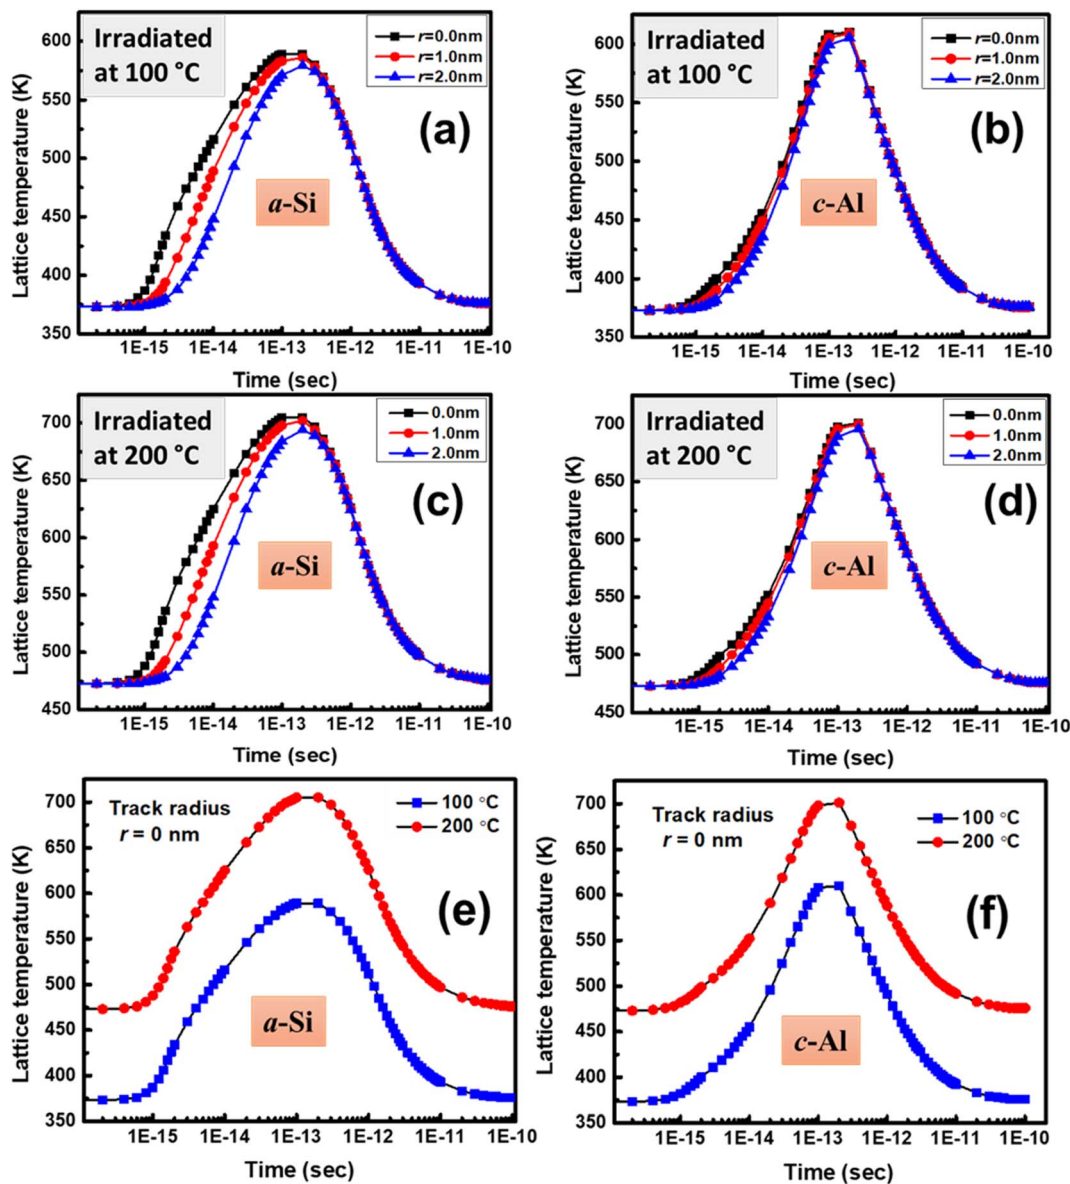 Irradiated
at 100 °C
r=0.0nm
r=1.0nm
r=2.0nm
(a)
a-Si
Lattice temperature (K)
600
550
500
450
400
350
1E-15
1E-14
1E-13
1E-12
1E-11
1E-10
Time (sec)
Irradiated
at 100 °C
r=0.0nm
r=1.0nm
r=2.0nm
(b)
c-Al
Lattice temperature (K)
600
550
500
450
400
350
1E-15
1E-14
1E-13
1E-12
1E-11
1E-10
Time (sec)
Irradiated
at 200 °C
0.0nm
1.0nm
2.0nm
(c)
a-Si
Lattice temperature (K)
700
650
600
550
500
450
1E-15
1E-14
1E-13
1E-12
1E-11
1E-10
Time (sec)
Irradiated
at 200 °C
0.0nm
1.0nm
2.0nm
(d)
c-Al
Lattice temperature (K)
700
650
600
550
500
450
1E-15
1E-14
1E-13
1E-12
1E-11
1E-10
Time (sec)
Track radius
r = 0 nm
100 °C
200 °C
(e)
a-Si
Lattice temperature (K)
700
650
600
550
500
450
400
350
1E-15
1E-14
1E-13
1E-12
1E-11
1E-10
Time (sec)
Track radius
r = 0 nm
100 °C
200 °C
(f)
c-Al
Lattice temperature (K)
700
650
600
550
500
450
400
350
1E-15
1E-14
1E-13
1E-12
1E-11
1E-10
Time (sec)